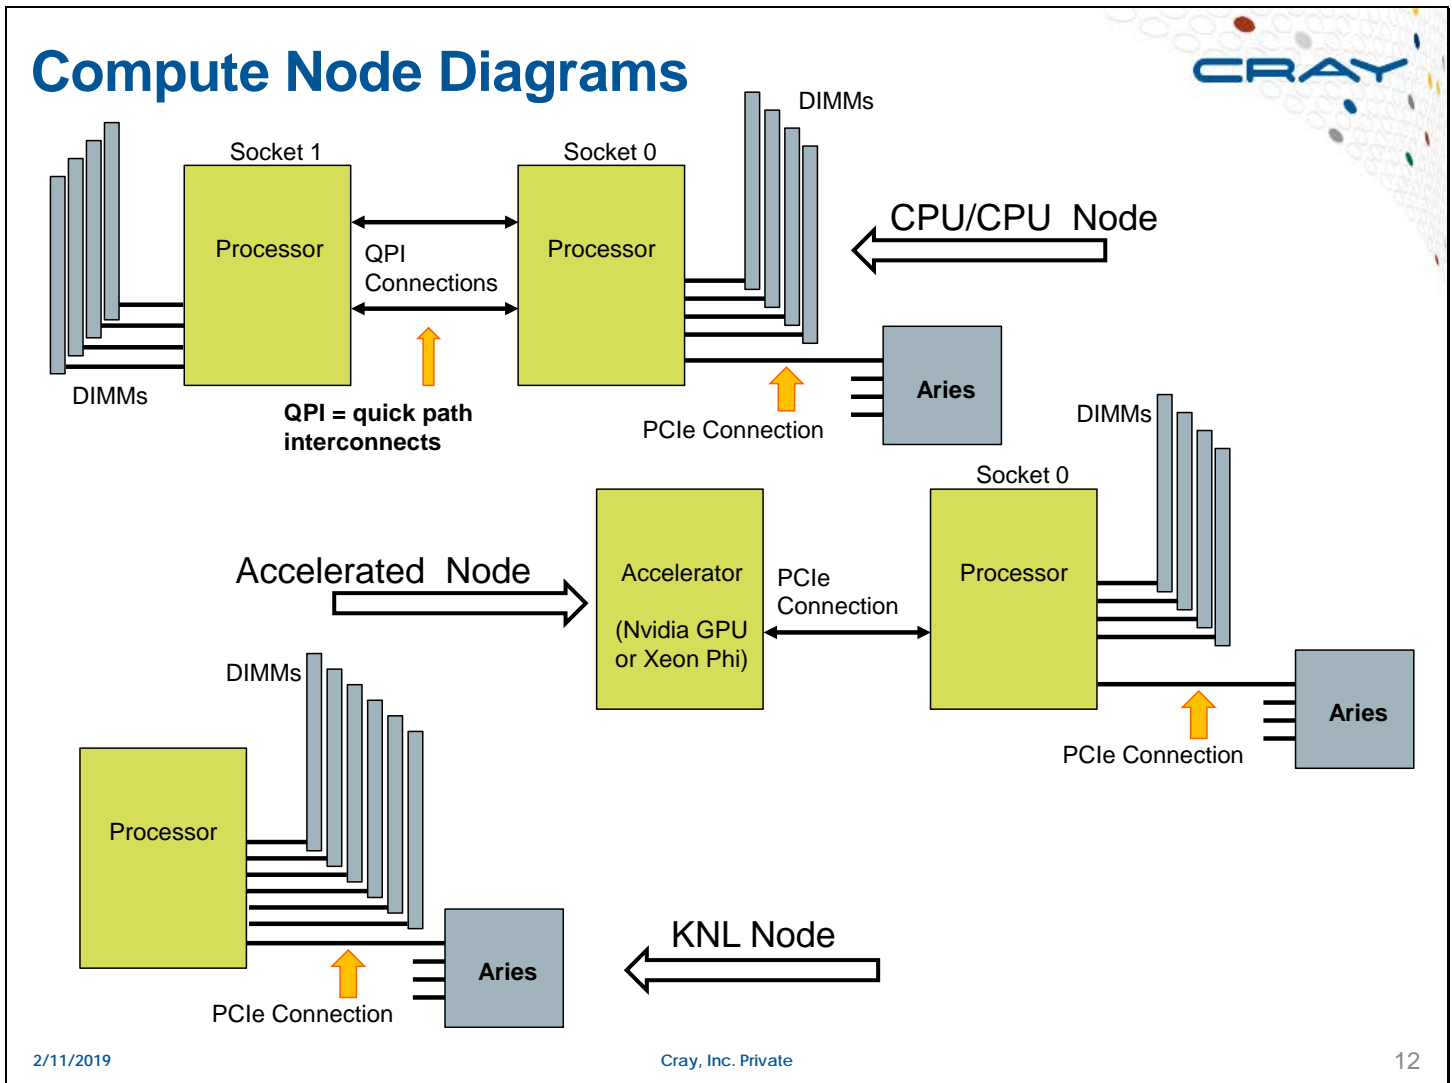 Compute Node Diagrams
CRAY
DIMMs
Socket 1
Socket 0
CPU/CPU Node
Processor
QPI
Connections
Processor
DIMMs
QPI = quick path
interconnects
PCIe Connection
Aries
DIMMs
Socket 0
Accelerated Node
Accelerator
(Nvidia GPU
or Xeon Phi)
PCIe
Connection
Processor
PCIe Connection
Aries
DIMMs
Processor
PCIe Connection
Aries
KNL Node
2/11/2019
Cray, Inc. Private
12